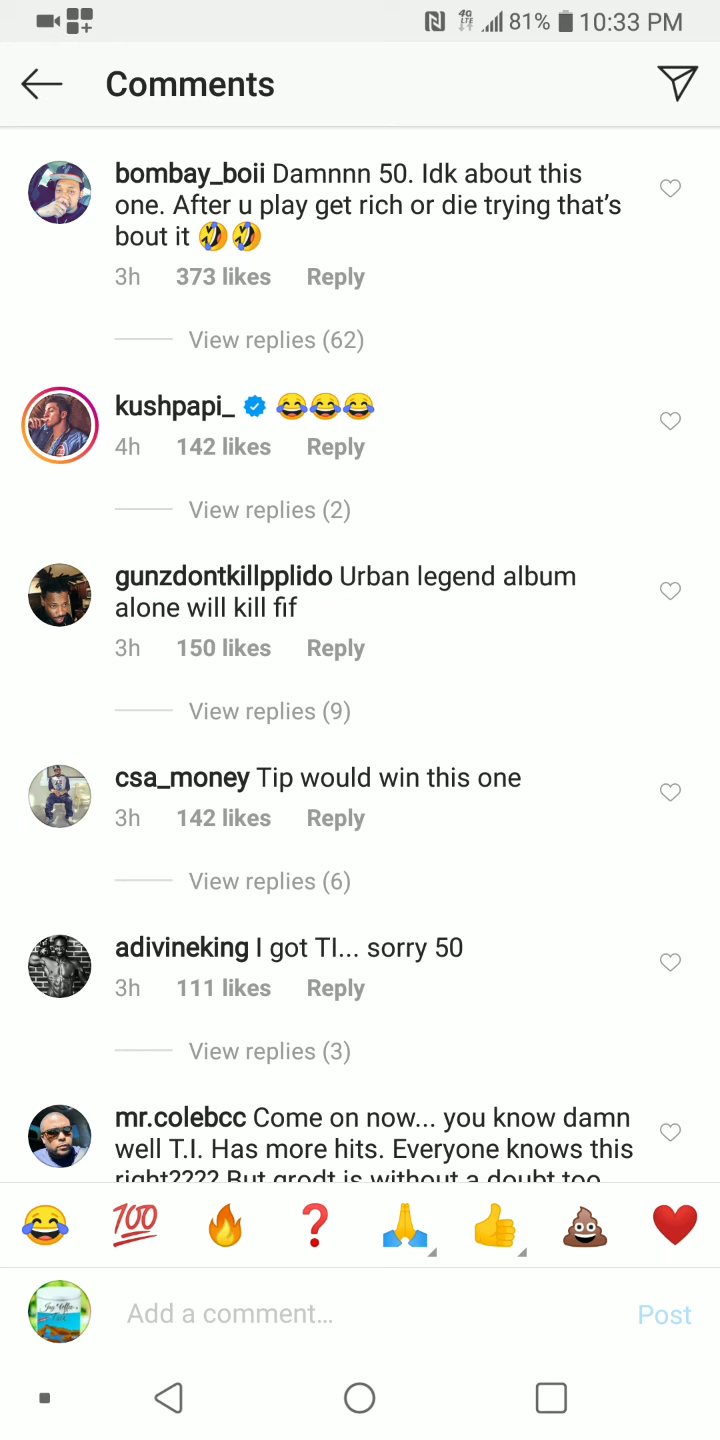 4G LTE 81% 10:33 PM
Comments
bombay_boii Damnnn 50. Idk about this
one. After u play get rich or die trying that’s
bout it 🤣🤣
3h 373 likes Reply
View replies (62)
kushpapi_ 😂😂😂
4h 142 likes Reply
View replies (2)
gunzdontkillpplido Urban legend album
alone will kill fif
3h 150 likes Reply
View replies (9)
csa_money Tip would win this one
3h 142 likes Reply
View replies (6)
adivineking I got TI... sorry 50
3h 111 likes Reply
View replies (3)
mr.colebcc Come on now... you know damn
well T.I. Has more hits. Everyone knows this
right???? But grodt is without a doubt too
😂 💯 🔥 ❓ 🙏 👍 💩 ❤️
Add a comment...
Post